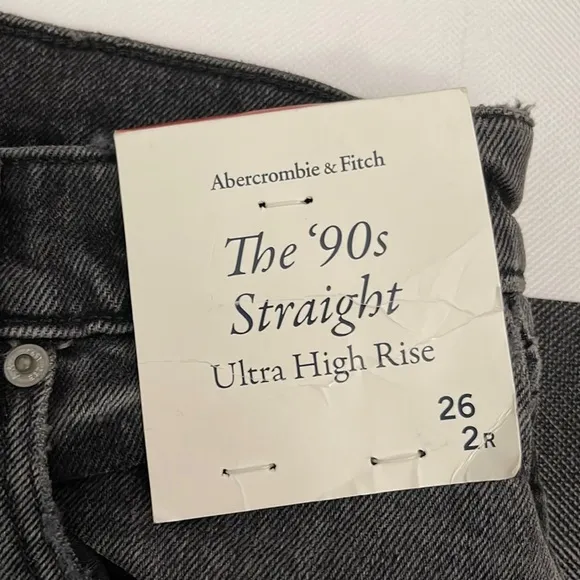 Abercrombie & Fitch
The ‘90s
Straight
Ultra High Rise
26
2R